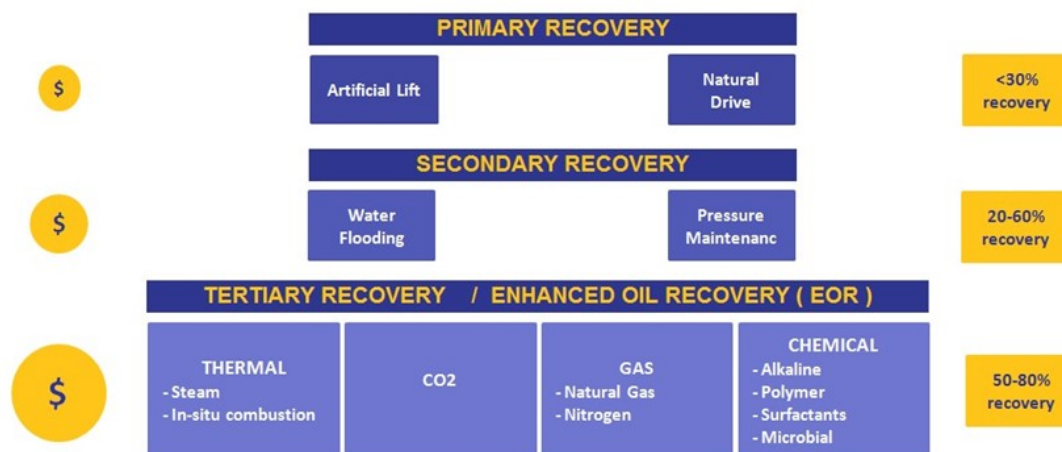 PRIMARY RECOVERY
$
Artificial Lift
Natural
Drive
<30%
recovery
SECONDARY RECOVERY
$
Water
Flooding
Pressure
Maintenanc
20-60%
recovery
TERTIARY RECOVERY / ENHANCED OIL RECOVERY ( EOR )
$
THERMAL
- Steam
- In-situ combustion
CO2
GAS
- Natural Gas
- Nitrogen
CHEMICAL
- Alkaline
- Polymer
- Surfactants
- Microbial
50-80%
recovery